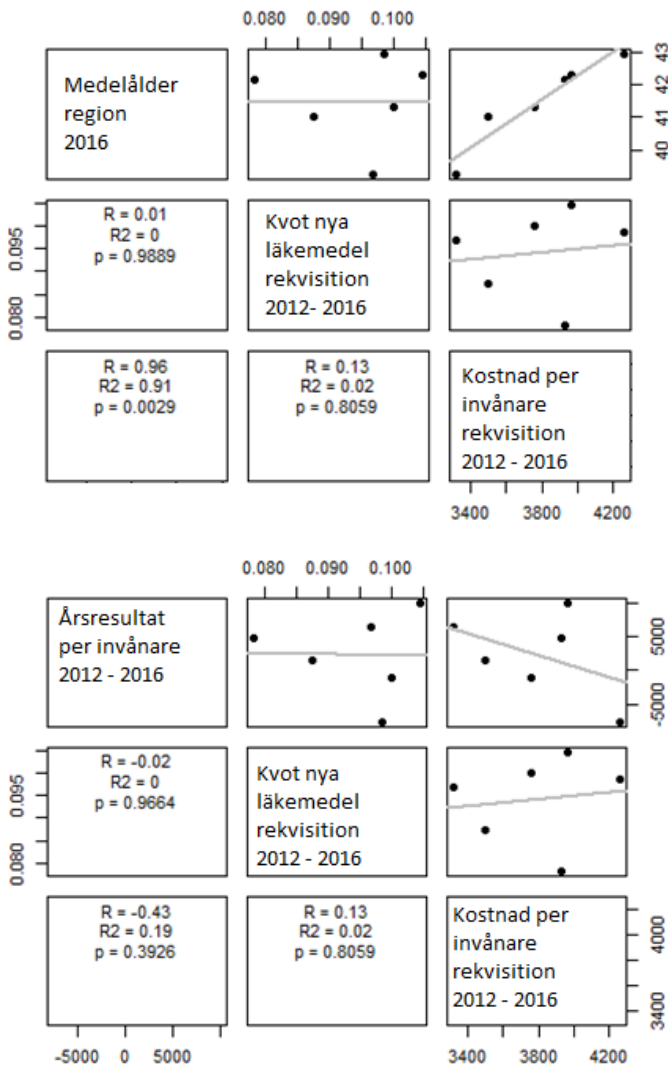 0.080 0.090 0.100
Medelålder
region
2016
40 41 42 43
R = 0.01
R2 = 0
p = 0.9889
Kvot nya
läkemedel
rekvisition
2012- 2016
0.080 0.095
R = 0.96
R2 = 0.91
p = 0.0029
R = 0.13
R2 = 0.02
p = 0.8059
Kostnad per
invånare
rekvisition
2012 - 2016
3400 3800 4200
0.080 0.090 0.100
Årsresultat
per invånare
2012 - 2016
-5000 5000
R = -0.02
R2 = 0
p = 0.9664
Kvot nya
läkemedel
rekvisition
2012 - 2016
0.080 0.095
R = -0.43
R2 = 0.19
p = 0.3926
R = 0.13
R2 = 0.02
p = 0.8059
Kostnad per
invånare
rekvisition
2012 - 2016
3400 4000
-5000 0 5000
3400 3800 4200